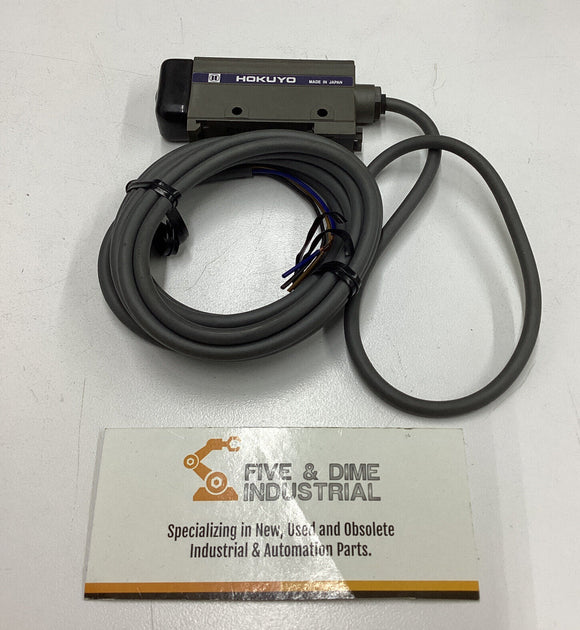 HOKUYO MADE IN JAPAN
FIVE & DIME
INDUSTRIAL
Specializing in New, Used and Obsolete
Industrial & Automation Parts.